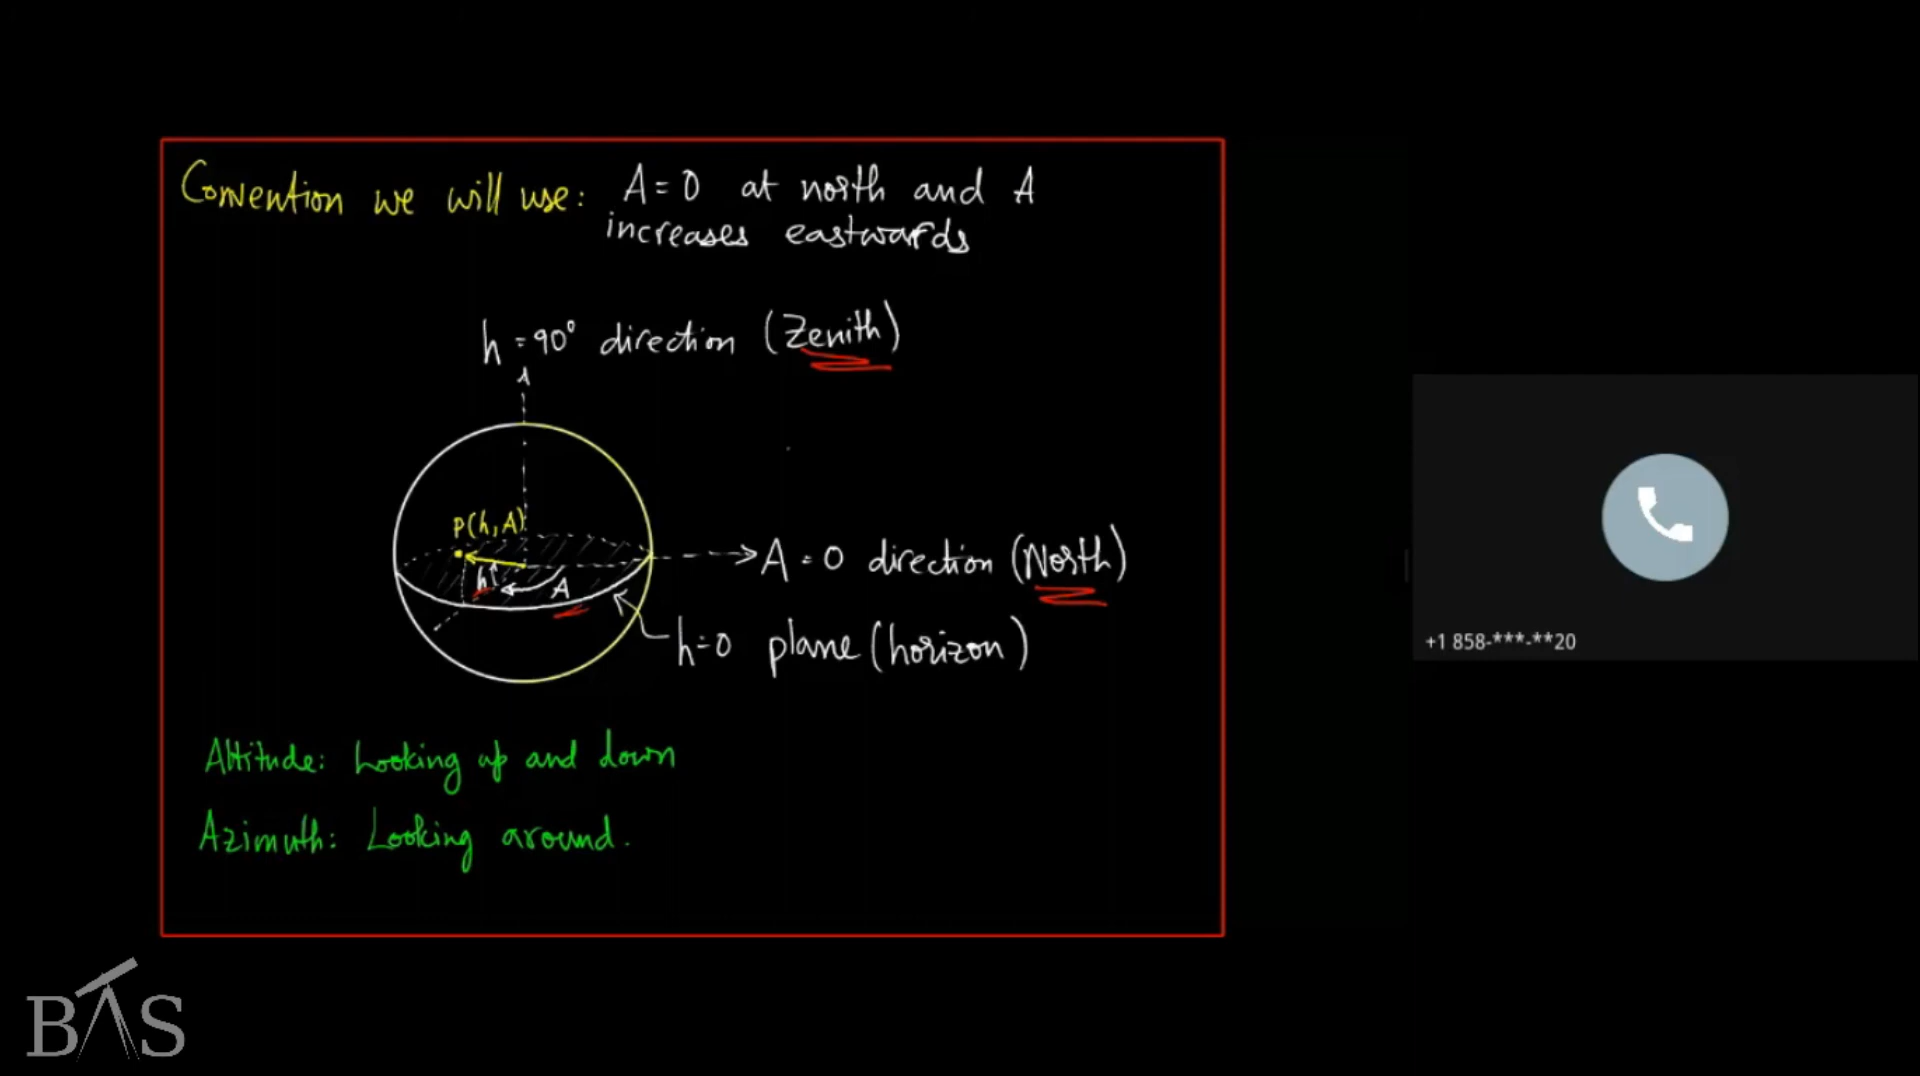 Convention we will use: A=0 at north and A
increases eastwards
h=90° direction (Zenith)
P(h,A)
h
A
A=0 direction (North)
h=0 plane (horizon)
Altitude: Looking up and down
Azimuth: Looking around.
+1 858-***-**20
BAS